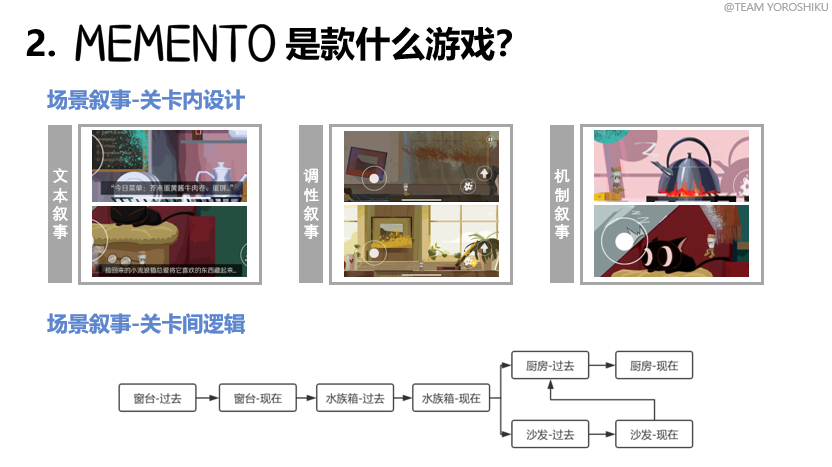 @TEAM YOROSHIKU
2. MEMENTO 是款什么游戏?
场景叙事-关卡内设计
文本叙事
“今日菜单：芥末蛋黄酱牛肉卷、蛋饼。”
捡回来的小流浪猫总爱将它喜欢的东西藏起来。
调性叙事
机制叙事
场景叙事-关卡间逻辑
窗台-过去
窗台-现在
水族箱-过去
水族箱-现在
厨房-过去
厨房-现在
沙发-过去
沙发-现在